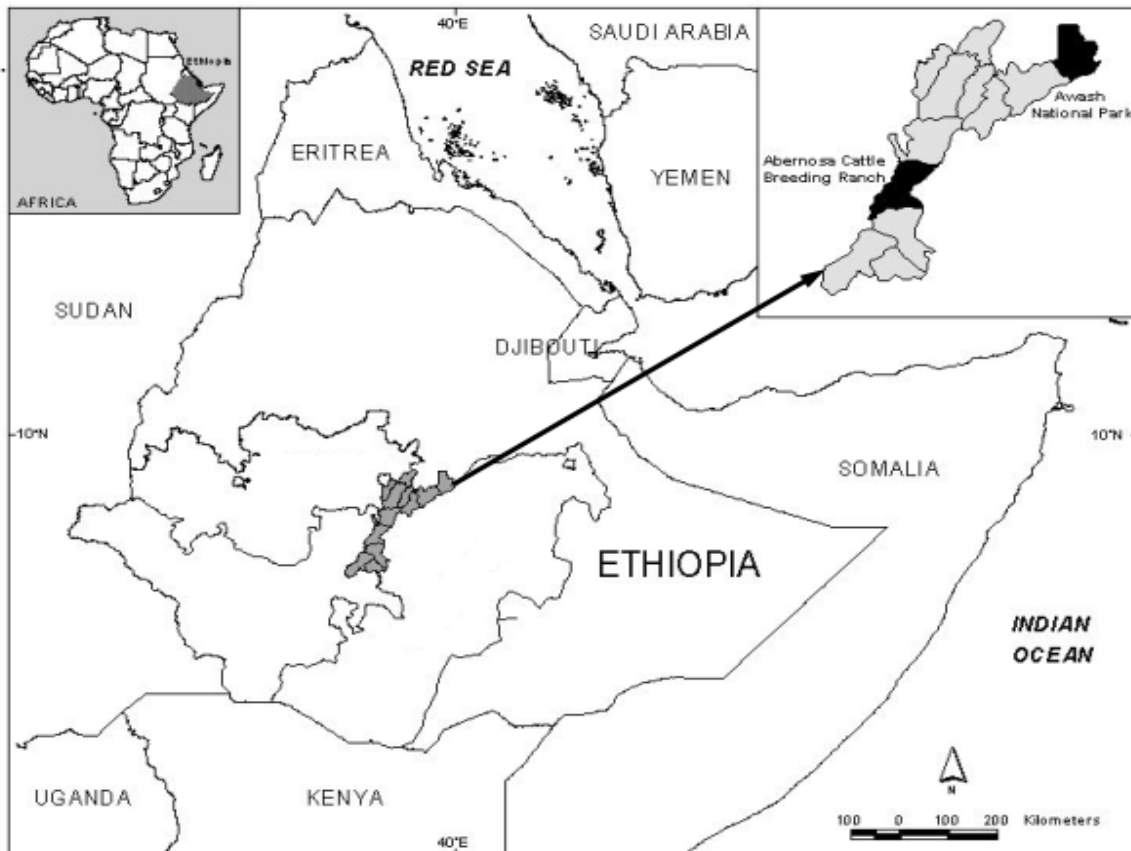 40°E
SAUDI ARABIA
Ethiopia
RED SEA
Awash
National Park
ERITREA
Abernosa Cattle
Breeding Ranch
YEMEN
AFRICA
SUDAN
DJIBOUTI
10°N
10°N
SOMALIA
ETHIOPIA
INDIAN
OCEAN
N
UGANDA
KENYA
100 0 100 200 Kilometers
40°E